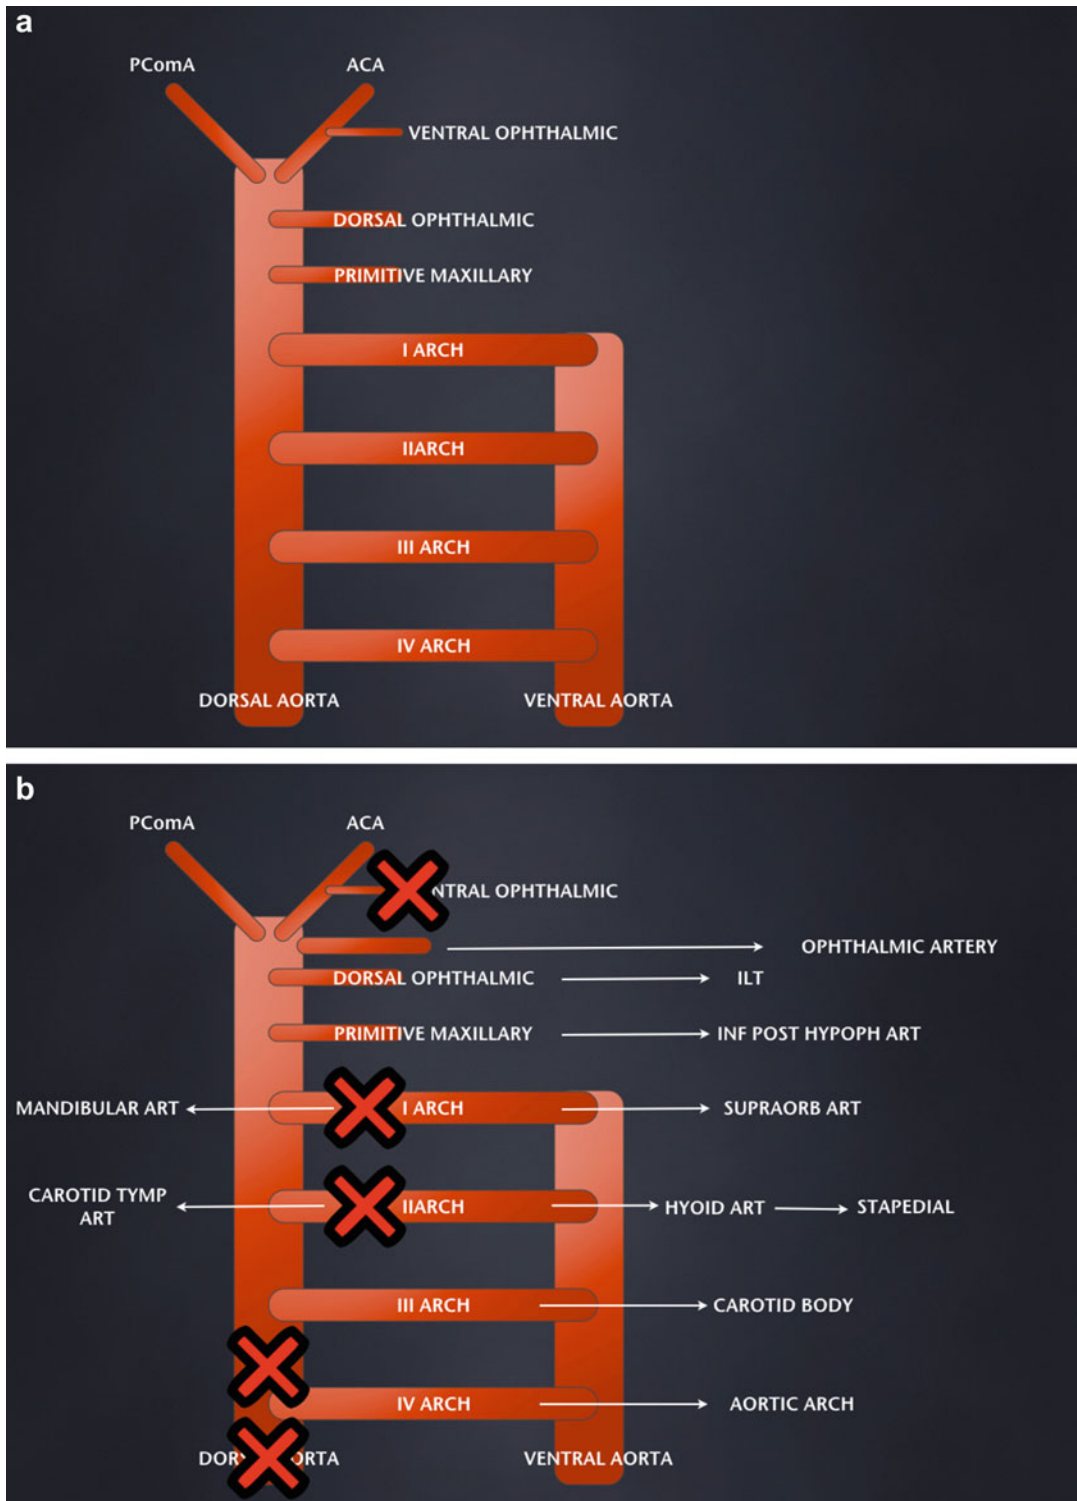 a
PComA
ACA
VENTRAL OPHTHALMIC
DORSAL OPHTHALMIC
PRIMITIVE MAXILLARY
I ARCH
IIARCH
III ARCH
IV ARCH
DORSAL AORTA
VENTRAL AORTA
b
PComA
ACA
NTRAL OPHTHALMIC
OPHTHALMIC ARTERY
DORSAL OPHTHALMIC
ILT
PRIMITIVE MAXILLARY
INF POST HYPOPH ART
MANDIBULAR ART
I ARCH
SUPRAORB ART
CAROTID TYMP
ART
IIARCH
HYOID ART
STAPEDIAL
III ARCH
CAROTID BODY
IV ARCH
AORTIC ARCH
VENTRAL AORTA